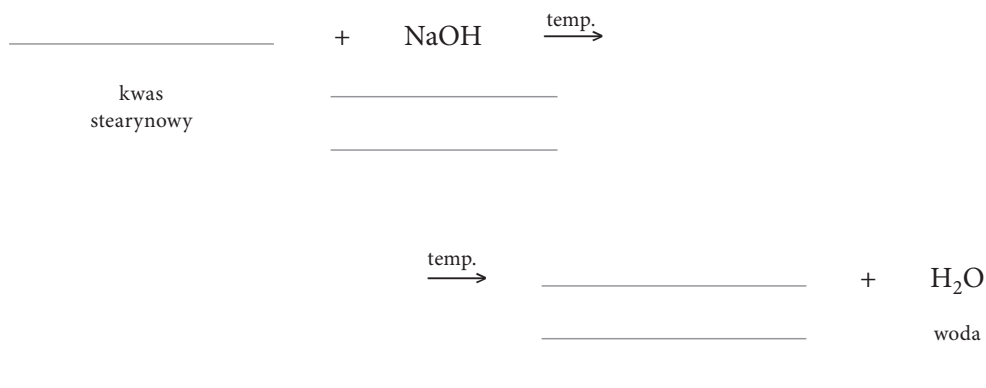 + NaOH temp. →
kwas
stearynowy
temp. → + H₂O
woda